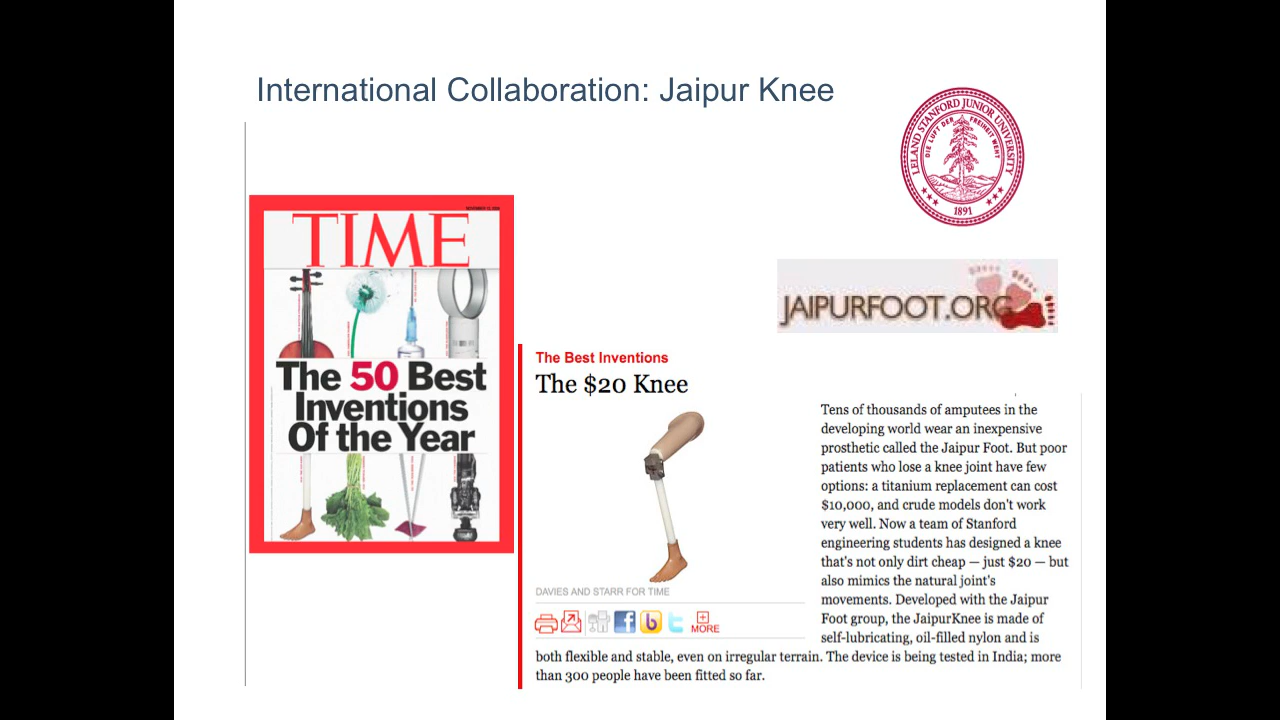 International Collaboration: Jaipur Knee
LELAND STANFORD JUNIOR UNIVERSITY
DIE LUFT DER FREIHEIT WEHT
1891
TIME
The 50 Best
Inventions
Of the Year
JAIPURFOOT.ORG
The Best Inventions
The $20 Knee
DAVIES AND STARR FOR TIME
MORE
Tens of thousands of amputees in the
developing world wear an inexpensive
prosthetic called the Jaipur Foot. But poor
patients who lose a knee joint have few
options: a titanium replacement can cost
$10,000, and crude models don't work
very well. Now a team of Stanford
engineering students has designed a knee
that's not only dirt cheap — just $20 — but
also mimics the natural joint's
movements. Developed with the Jaipur
Foot group, the JaipurKnee is made of
self-lubricating, oil-filled nylon and is
both flexible and stable, even on irregular terrain. The device is being tested in India; more
than 300 people have been fitted so far.